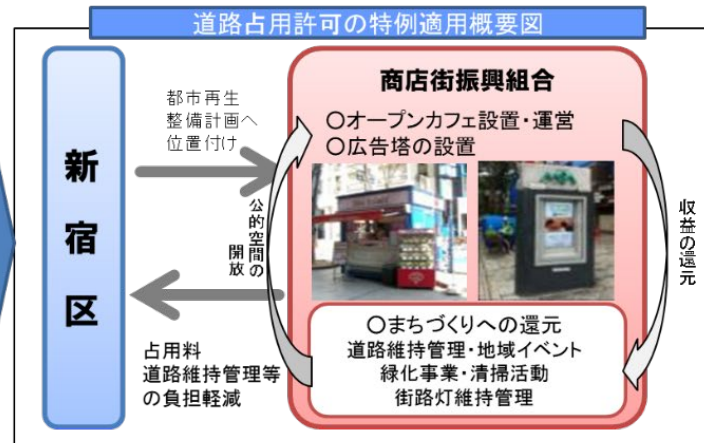 道路占用許可の特例適用概要図
新宿区
都市再生
整備計画へ
位置付け
商店街振興組合
○オープンカフェ設置・運営
○広告塔の設置
公的空間の
開放
収益の還元
占用料
道路維持管理等
の負担軽減
○まちづくりへの還元
道路維持管理・地域イベント
緑化事業・清掃活動
街路灯維持管理